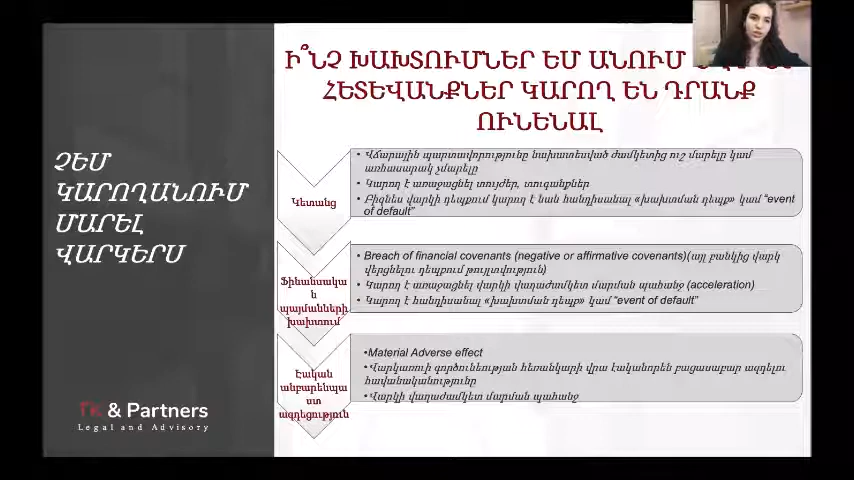 ՉԵՄ
ԿԱՐՈՂԱՆՈՒՄ
ՄԱՐԵԼ
ՎԱՐԿԵՐՍ
TK & Partners
Legal and Advisory
Ի՞ՆՉ ԽԱԽՏՈՒՄՆԵՐ ԵՄ ԱՆՈՒՄ
ՀԵՏԵՎԱՆՔՆԵՐ ԿԱՐՈՂ ԵՆ ԴՐԱՆՔ
ՈՒՆԵՆԱԼ
Կետանց
• Վճարային պարտավորությունը նախատեսված ժամկետից ուշ մարելը կամ
առհասարակ չմարելը
• Կարող է առաջացնել տույժեր, տուգանքներ
• Բիզնես վարկի դեպքում կարող է նաև հանդիսանալ «խախտման դեպք» կամ “event
of default”
Ֆինանսակա
ն
պայմանների
խախտում
• Breach of financial covenants (negative or affirmative covenants)(այլ բանկից վարկ
վերցնելու դեպքում թույլտվություն)
• Կարող է առաջացնել վարկի վաղաժամկետ մարման պահանջ (acceleration)
• Կարող է հանդիսանալ «խախտման դեպք» կամ “event of default”
Էական
անբարենպա
ստ
ազդեցություն
•Material Adverse effect
•Վարկառուի գործունեության հեռանկարի վրա էականորեն բացասաբար ազդելու
հավանականությունը
•Վարկի վաղաժամկետ մարման պահանջ